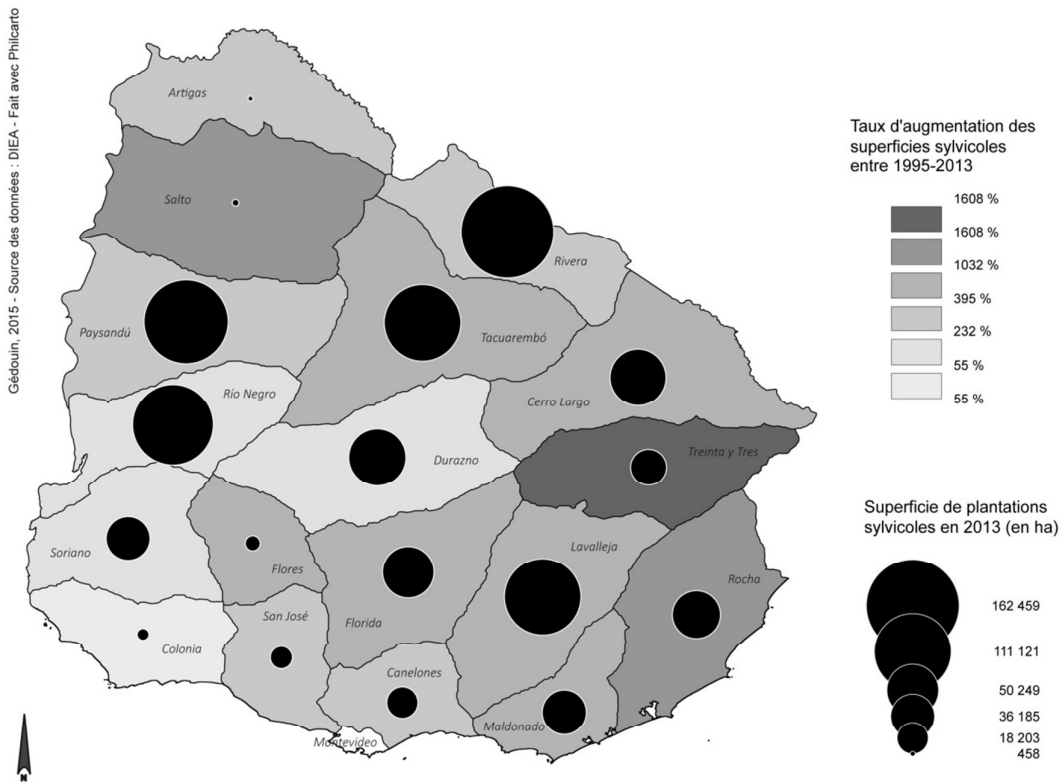 Gédouin, 2015 - Source des données : DIEA - Fait avec Philcarto
Artigas
Salto
Rivera
Paysandú
Tacuarembó
Río Negro
Cerro Largo
Durazno
Treinta y Tres
Soriano
Flores
Lavalleja
Rocha
San José
Florida
Colonia
Canelones
Maldonado
Montevideo
N
Taux d'augmentation des
superficies sylvicoles
entre 1995-2013
1608 %
1608 %
1032 %
395 %
232 %
55 %
55 %
Superficie de plantations
sylvicoles en 2013 (en ha)
162 459
111 121
50 249
36 185
18 203
458